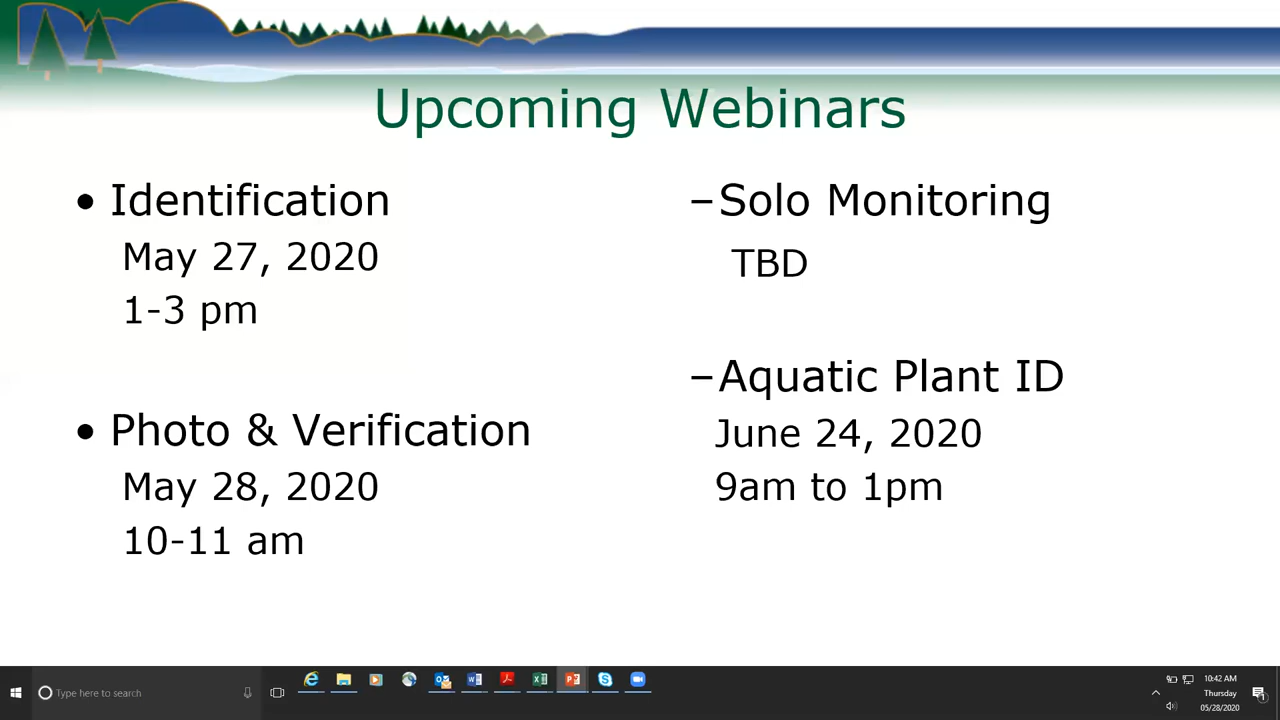 Upcoming Webinars
• Identification
May 27, 2020
1-3 pm
• Photo & Verification
May 28, 2020
10-11 am
–Solo Monitoring
TBD
–Aquatic Plant ID
June 24, 2020
9am to 1pm
Type here to search
10:42 AM
Thursday
05/28/2020